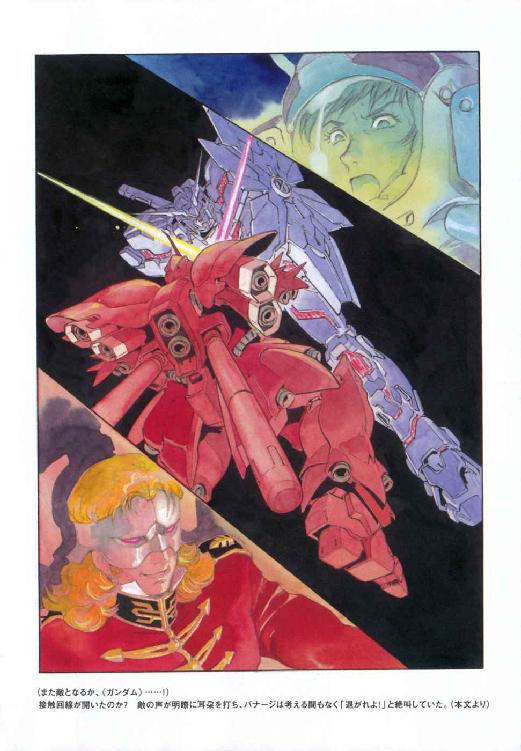 (また敵となるか、《ガンダム》……!)
接触回線が開いたのか? 敵の声が明瞭に耳朶を打ち、バナージは考える間もなく「退がれよ!」と絶叫していた。(本文より)